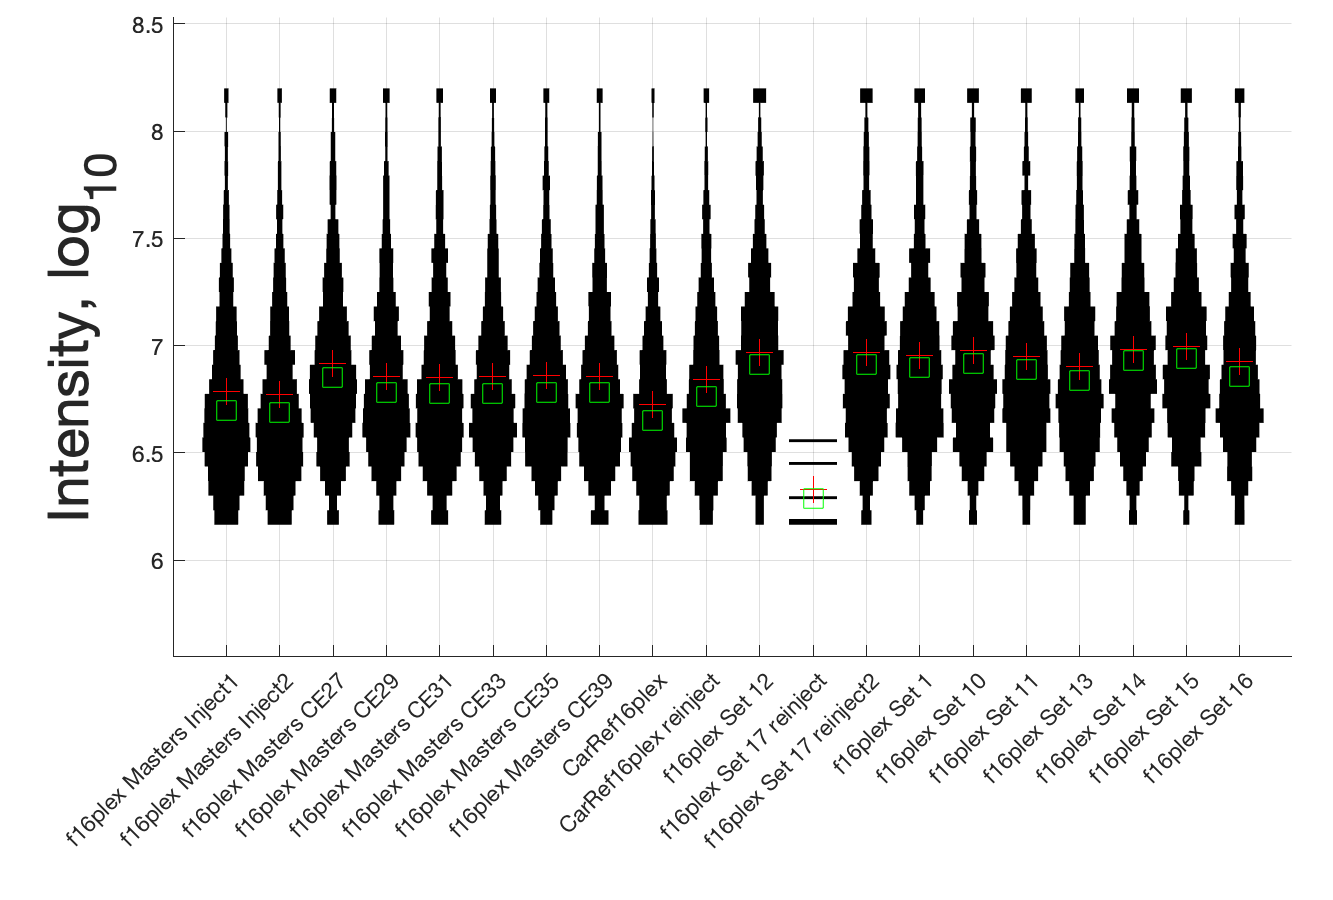 Intensity, log10
8.5
8
7.5
7
6.5
6
f16plex Masters Inject1
f16plex Masters Inject2
f16plex Masters CE27
f16plex Masters CE29
f16plex Masters CE31
f16plex Masters CE33
f16plex Masters CE35
f16plex Masters CE39
CarRef16plex
CarRef16plex reinject
f16plex Set 12
f16plex Set 17 reinject
f16plex Set 17 reinject2
f16plex Set 1
f16plex Set 10
f16plex Set 11
f16plex Set 13
f16plex Set 14
f16plex Set 15
f16plex Set 16